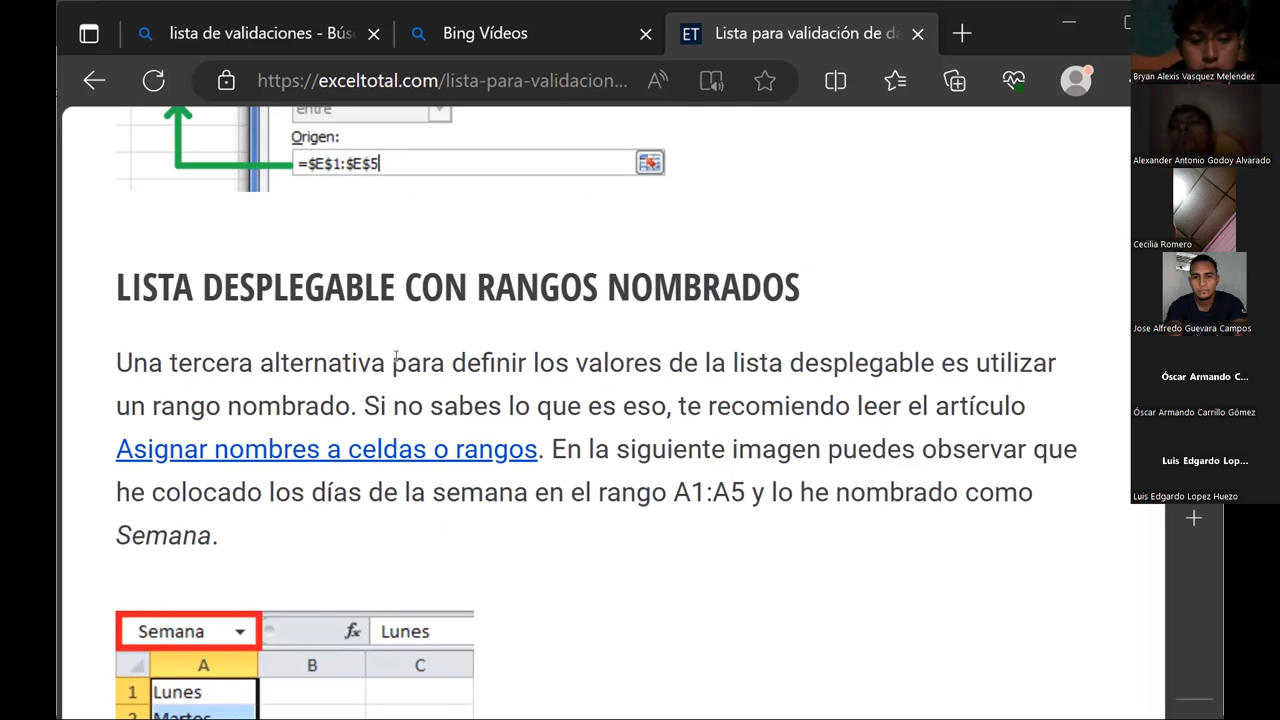 lista de validaciones - Bús
Bing Vídeos
ET Lista para validación de da
https://exceltotal.com/lista-para-validacion...
entre
Origen:
=$E$1:$E$5
LISTA DESPLEGABLE CON RANGOS NOMBRADOS
Una tercera alternativa para definir los valores de la lista desplegable es utilizar
un rango nombrado. Si no sabes lo que es eso, te recomiendo leer el artículo
Asignar nombres a celdas o rangos. En la siguiente imagen puedes observar que
he colocado los días de la semana en el rango A1:A5 y lo he nombrado como
Semana.
Semana fx Lunes
A B C
1 Lunes
2 Martes
Bryan Alexis Vasquez Melendez
Alexander Antonio Godoy Alvarado
Cecilia Romero
Jose Alfredo Guevara Campos
Óscar Armando C...
Óscar Armando Carrillo Gómez
Luis Edgardo Lop...
Luis Edgardo Lopez Huezo